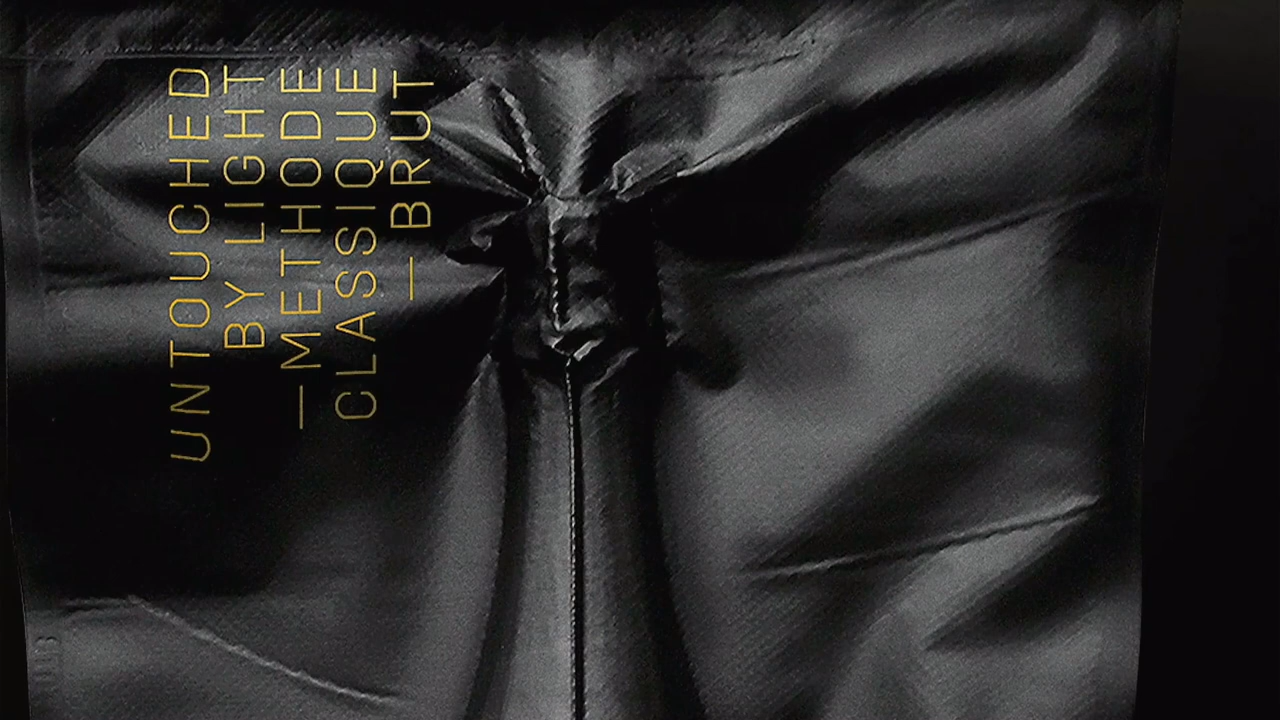 UNTOUCHED
BY LIGHT
—METHODE
CLASSIQUE
— BRUT